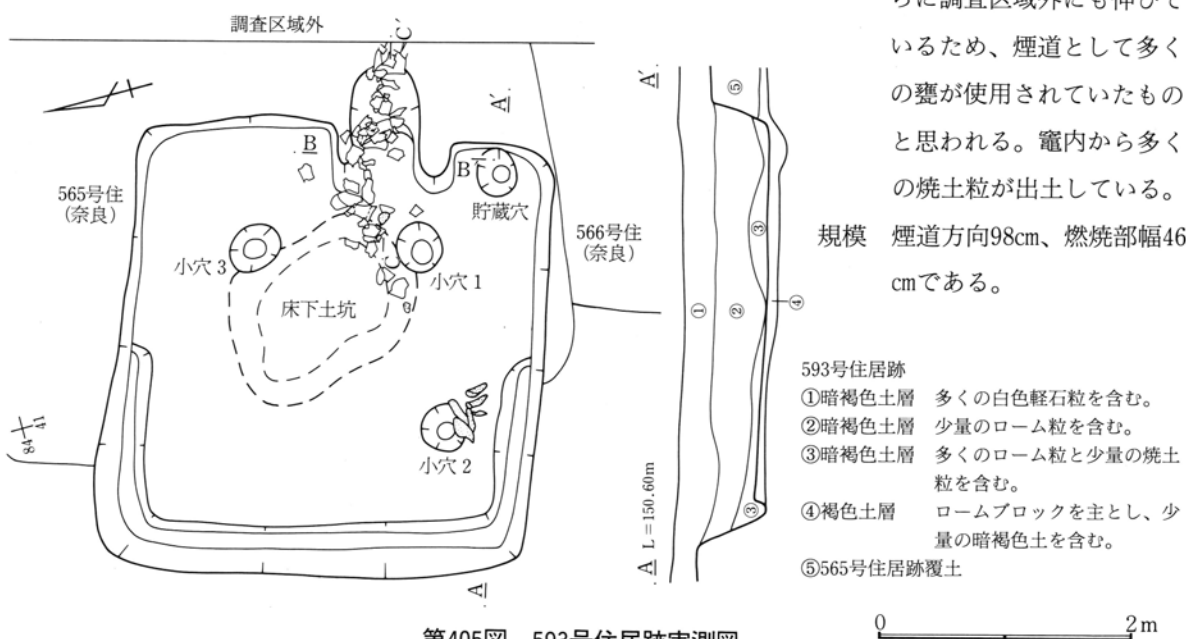 調査区域外
C′
A′
B
B′
565号住
(奈良)
貯蔵穴
566号住
(奈良)
小穴3
小穴1
C
床下土坑
小穴2
84
41
A
A′
⑤
③
①
②
④
③
A L=150.60m
らに調査区域外にも伸びて
いるため、煙道として多く
の甕が使用されていたもの
と思われる。竈内から多く
の焼土粒が出土している。
規模 煙道方向98㎝、燃焼部幅46
㎝である。
593号住居跡
①暗褐色土層 多くの白色軽石粒を含む。
②暗褐色土層 少量のローム粒を含む。
③暗褐色土層 多くのローム粒と少量の焼土
粒を含む。
④褐色土層 ロームブロックを主とし、少
量の暗褐色土を含む。
⑤565号住居跡覆土
0 2m
第405図 593号住居跡実測図